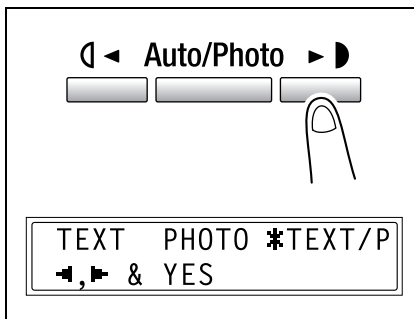 ◄ Auto/Photo ►
TEXT PHOTO *TEXT/P
◄,► & YES